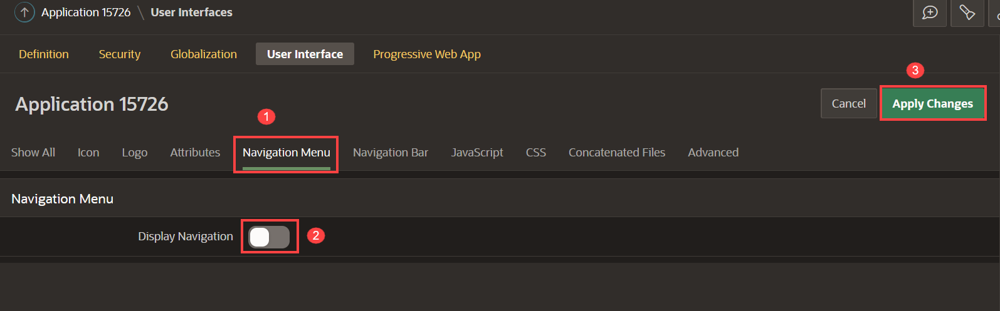 Application 15726 \ User Interfaces
Definition Security Globalization User Interface Progressive Web App
3
Application 15726 Cancel Apply Changes
1
Show All Icon Logo Attributes Navigation Menu Navigation Bar JavaScript CSS Concatenated Files Advanced
Navigation Menu
Display Navigation 2